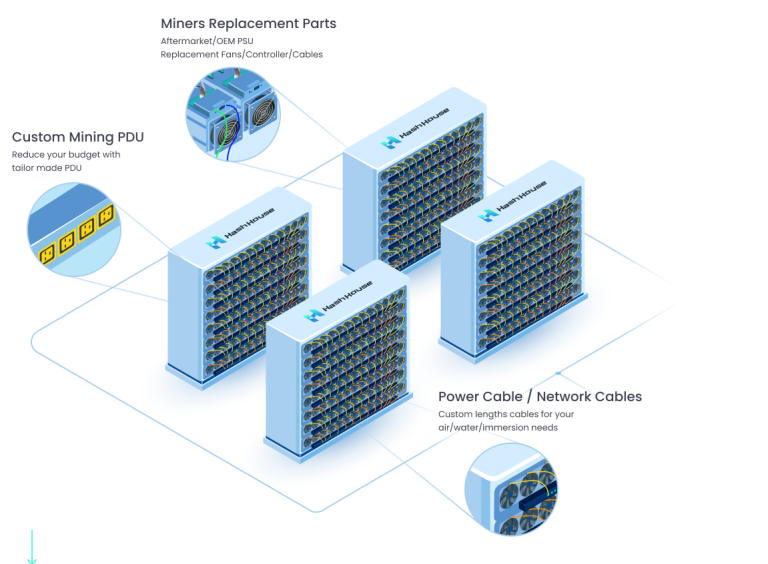 Miners Replacement Parts
Aftermarket/OEM PSU
Replacement Fans/Controller/Cables
Custom Mining PDU
Reduce your budget with
tailor made PDU
HashHouse
HashHouse
HashHouse
HashHouse
Power Cable / Network Cables
Custom lengths cables for your
air/water/immersion needs